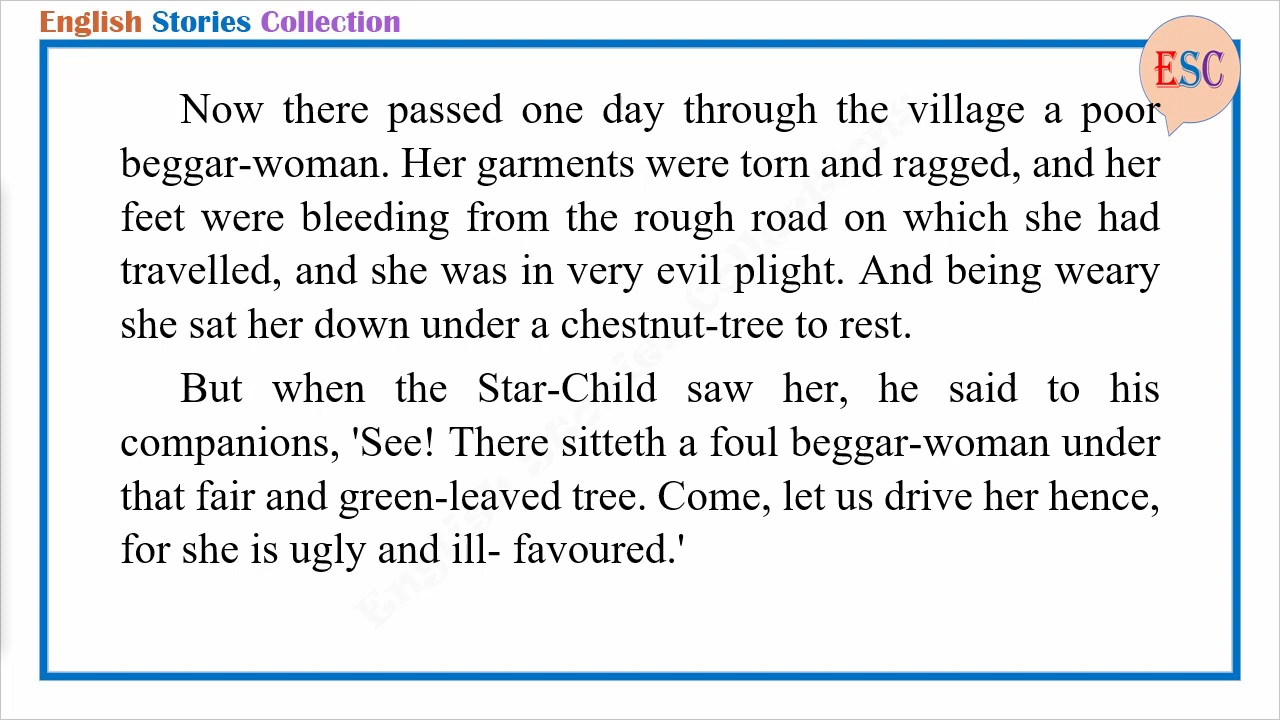 English Stories Collection
ESC
Now there passed one day through the village a poor
beggar-woman. Her garments were torn and ragged, and her
feet were bleeding from the rough road on which she had
travelled, and she was in very evil plight. And being weary
she sat her down under a chestnut-tree to rest.
But when the Star-Child saw her, he said to his
companions, 'See! There sitteth a foul beggar-woman under
that fair and green-leaved tree. Come, let us drive her hence,
for she is ugly and ill- favoured.'
English Stories Collections